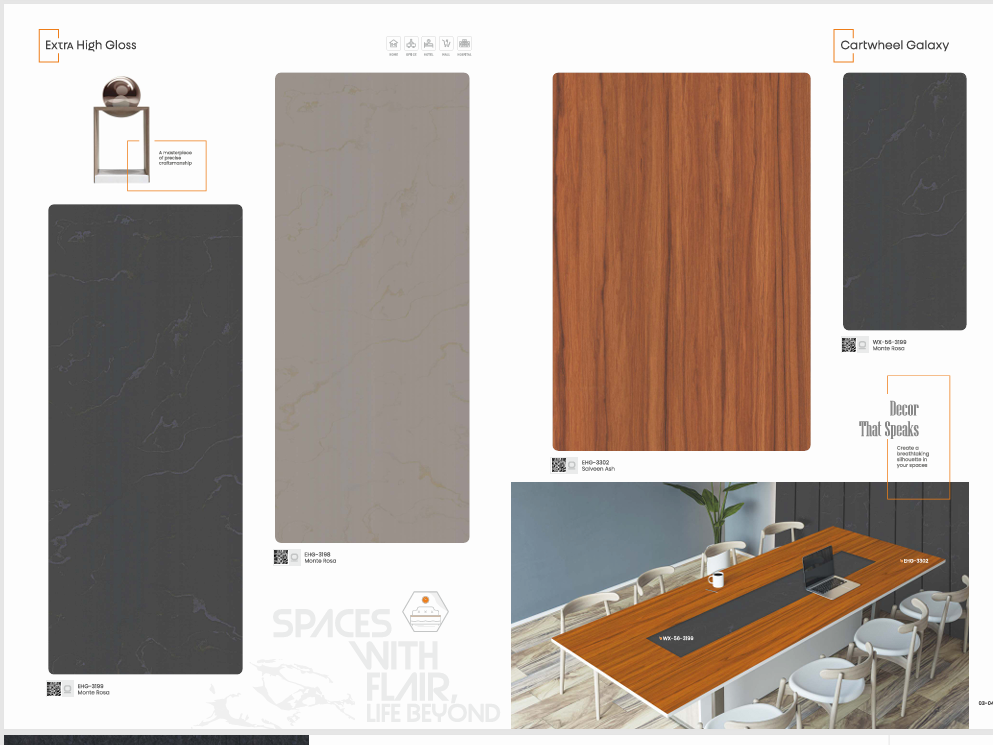 Extra High Gloss
HOME
OFFICE
HOTEL
MALL
HOSPITAL
Cartwheel Galaxy
A masterpiece
of precise
craftsmanship
WX-56-3199
Monte Rosa
Decor
That Speaks
Create a
breathtaking
silhouette in
your spaces
EHG-3302
Salveen Ash
EHG-3198
Monte Rosa
EHG-3302
WX-56-3199
SPACES
WITH
FLAIR,
LIFE BEYOND
EHG-3199
Monte Rosa
03-04